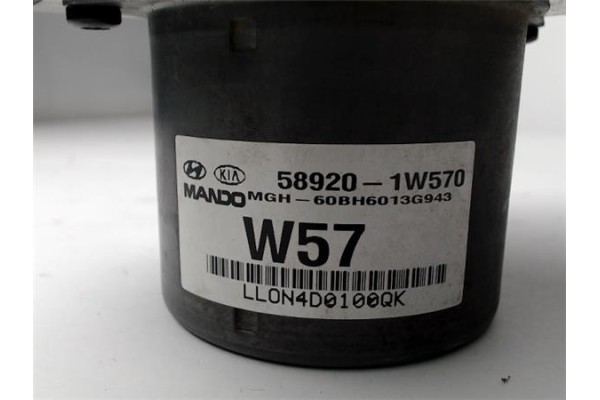 KIA 58920-1W570
MANDO MGH-60BH6013G943
W57
LLON4D0100QK